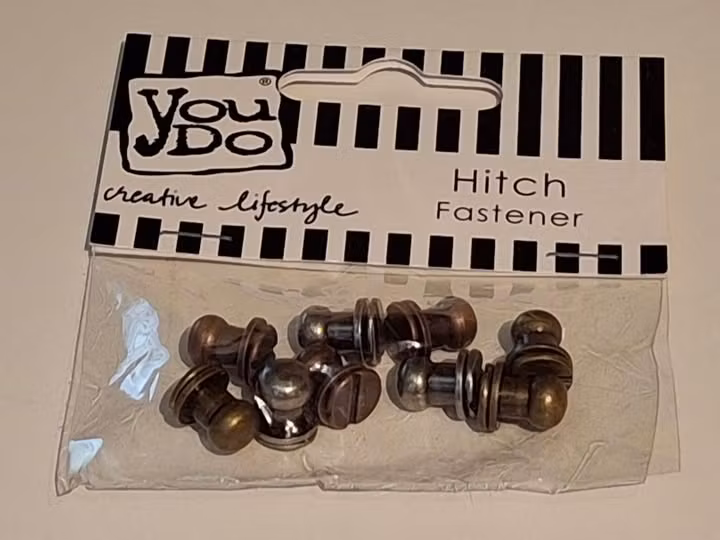 you
Do
®
creative lifestyle
Hitch
Fastener